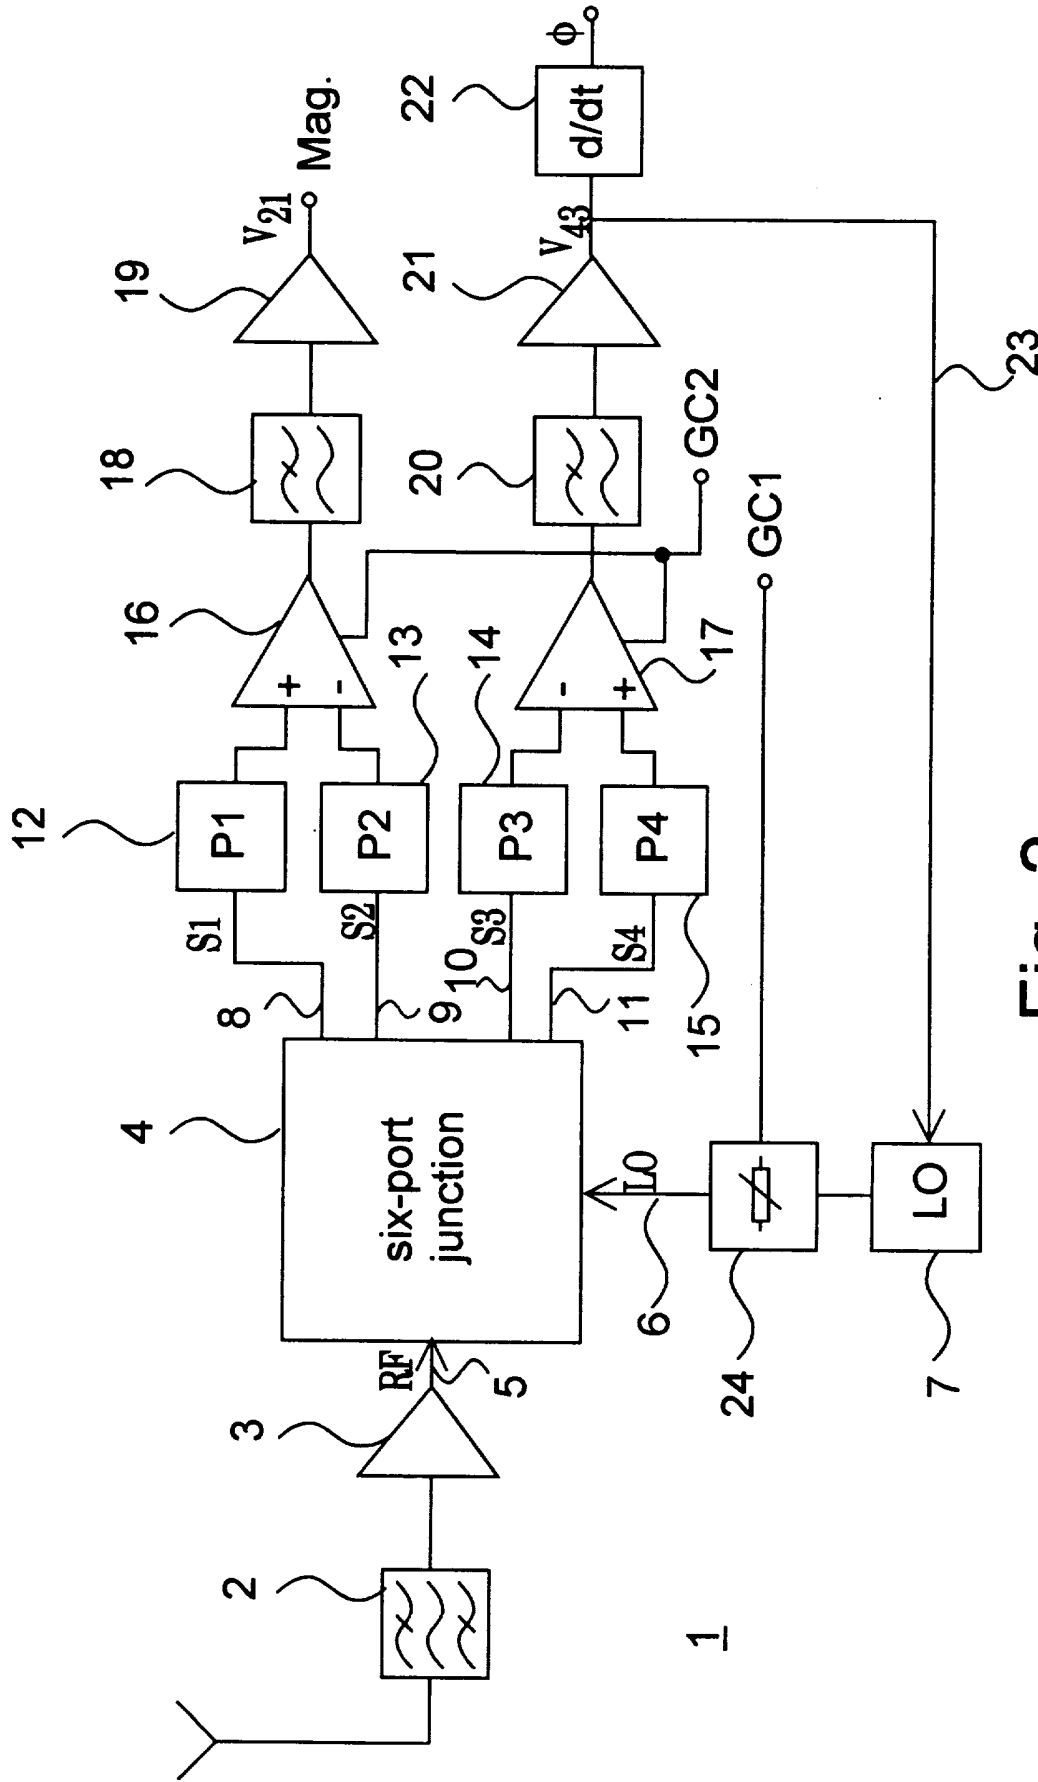 1
2
3
RF
5
4
six-port
junction
LO
6
24
LO
7
8
9
10
11
S1
S2
S3
S4
12
P1
P2
13
P3
14
P4
15
+
-
16
-
+
17
GC1
GC2
18
19
V21
Mag.
20
21
V43
22
d/dt
ϕ
23